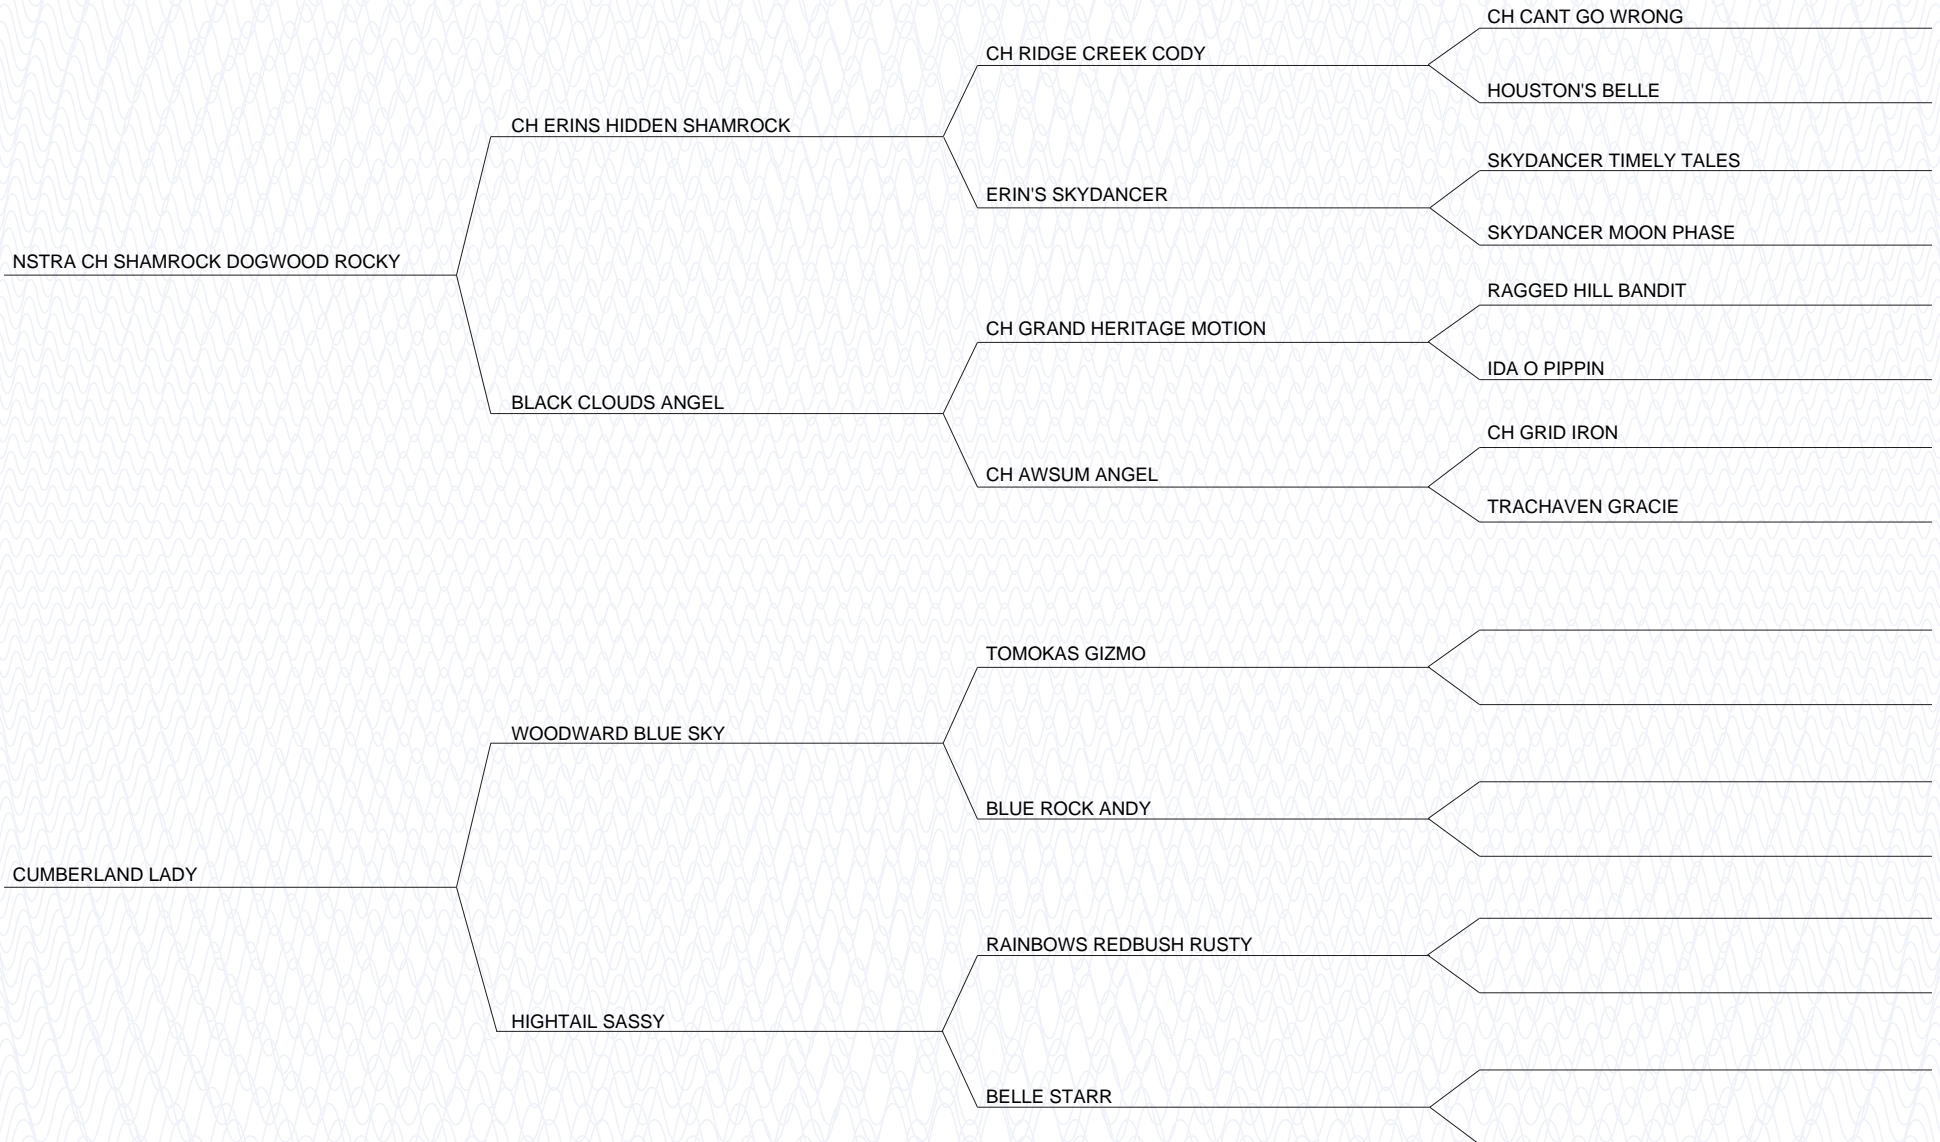 CH CANT GO WRONG
CH RIDGE CREEK CODY
HOUSTON'S BELLE
CH ERINS HIDDEN SHAMROCK
SKYDANCER TIMELY TALES
ERIN'S SKYDANCER
SKYDANCER MOON PHASE
NSTRA CH SHAMROCK DOGWOOD ROCKY
RAGGED HILL BANDIT
CH GRAND HERITAGE MOTION
IDA O PIPPIN
BLACK CLOUDS ANGEL
CH GRID IRON
CH AWSUM ANGEL
TRACHAVEN GRACIE
TOMOKAS GIZMO
WOODWARD BLUE SKY
BLUE ROCK ANDY
CUMBERLAND LADY
RAINBOWS REDBUSH RUSTY
HIGHTAIL SASSY
BELLE STARR